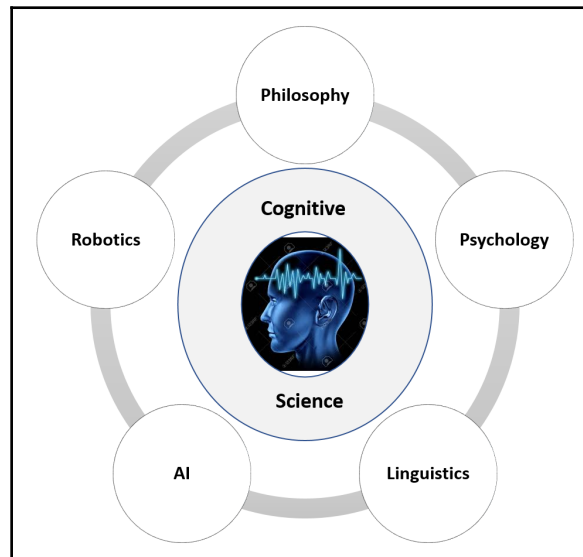 Philosophy
Cognitive
Robotics
Psychology
Science
AI
Linguistics